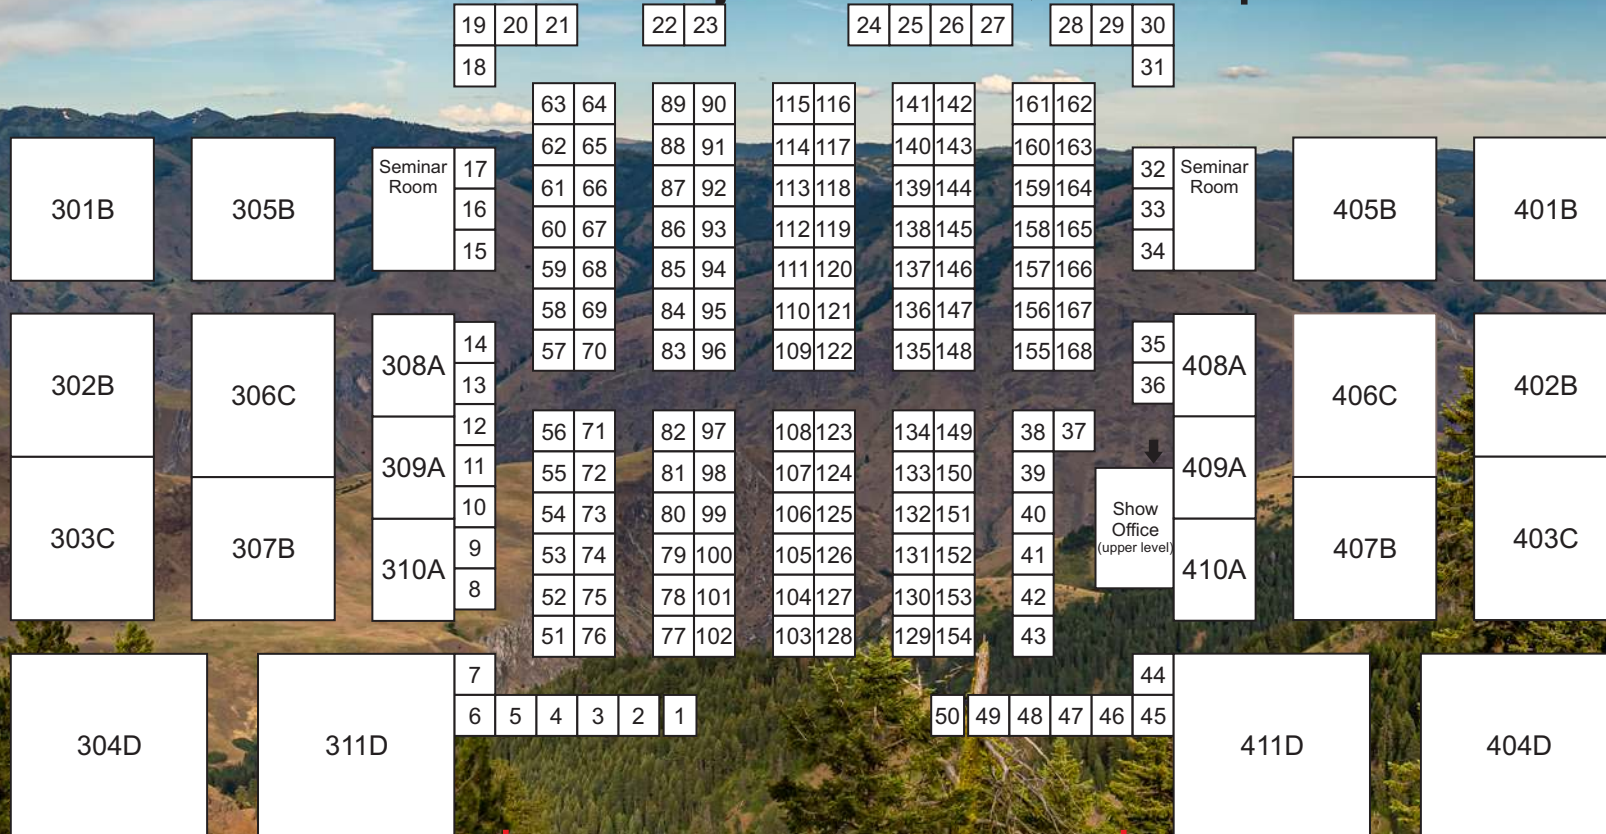 19 20 21 22 23 24 25 26 27 28 29 30
18 31
63 64 89 90 115 116 141 142 161 162
62 65 88 91 114 117 140 143 160 163
Seminar
Room
17 32
Seminar
Room
61 66 87 92 113 118 139 144 159 164
301B 305B 16 33 405B 401B
60 67 86 93 112 119 138 145 158 165
15 34
59 68 85 94 111 120 137 146 157 166
58 69 84 95 110 121 136 147 156 167
14 35
57 70 83 96 109 122 135 148 155 168
308A 408A
13 36
302B 306C 406C 402B
12
56 71 82 97 108 123 134 149 38 37
309A 11 409A
55 72 81 98 107 124 133 150 39
10
54 73 80 99 106 125 132 151 40
Show
Office
(upper level)
303C 307B 407B 403C
9
53 74 79 100 105 126 131 152 41
310A 410A
8
52 75 78 101 104 127 130 153 42
51 76 77 102 103 128 129 154 43
7 44
6 5 4 3 2 1 50 49 48 47 46 45
304D 311D 411D 404D